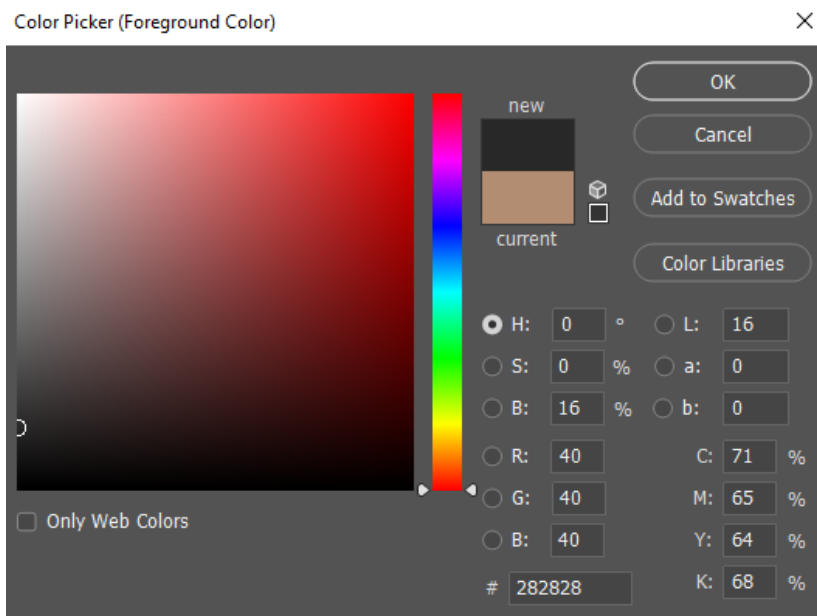 Color Picker (Foreground Color)
OK
new
Cancel
Add to Swatches
current
Color Libraries
H: 0 ° L: 16
S: 0 % a: 0
B: 16 % b: 0
R: 40 C: 71 %
G: 40 M: 65 %
Only Web Colors
B: 40 Y: 64 %
# 282828 K: 68 %